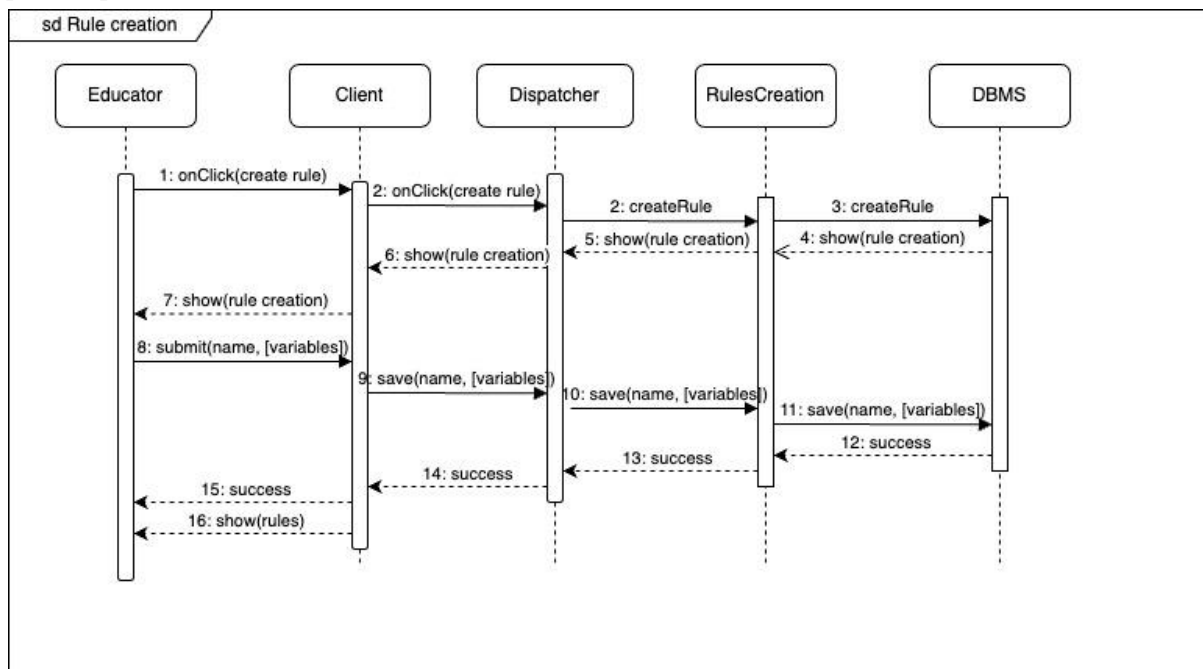 sd Rule creation
Educator
Client
Dispatcher
RulesCreation
DBMS
1: onClick(create rule)
2: onClick(create rule)
2: createRule
3: createRule
4: show(rule creation)
5: show(rule creation)
6: show(rule creation)
7: show(rule creation)
8: submit(name, [variables])
9: save(name, [variables])
10: save(name, [variables])
11: save(name, [variables])
12: success
13: success
14: success
15: success
16: show(rules)